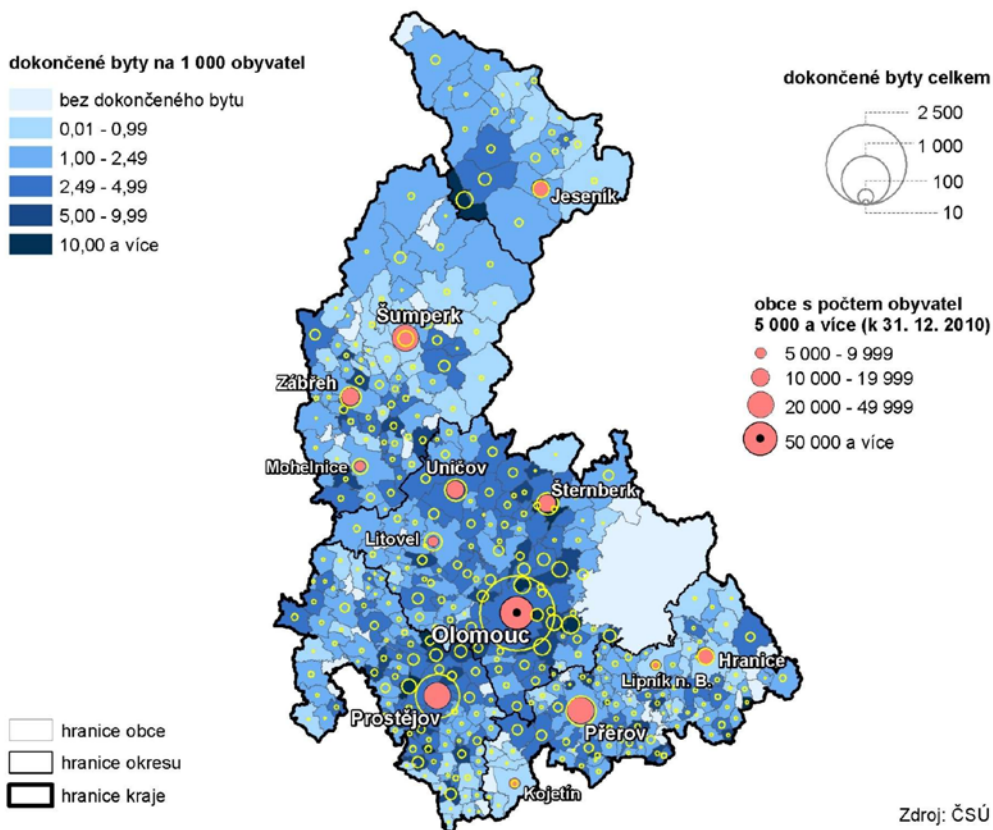 dokončené byty na 1 000 obyvatel
bez dokončeného bytu
0,01 - 0,99
1,00 - 2,49
2,49 - 4,99
5,00 - 9,99
10,00 a více
dokončené byty celkem
2 500
1 000
100
10
obce s počtem obyvatel
5 000 a více (k 31. 12. 2010)
5 000 - 9 999
10 000 - 19 999
20 000 - 49 999
50 000 a více
Jeseník
Šumperk
Zábřeh
Mohelnice
Uničov
Šternberk
Litovel
Olomouc
Hranice
Lipník n. B.
Prostějov
Přerov
Kojetín
hranice obce
hranice okresu
hranice kraje
Zdroj: ČSÚ